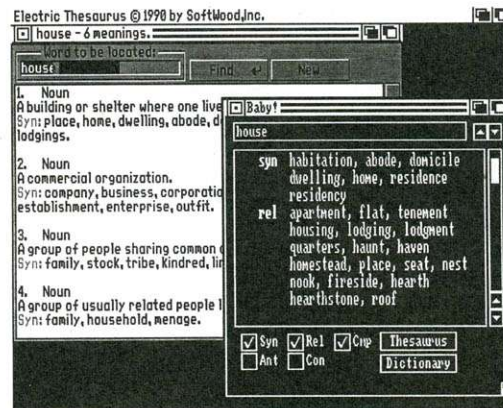 Electric Thesaurus © 1990 by SoftWood, Inc.
house - 6 meanings.
Word to be located:
house
Find
New
1. Noun
A building or shelter where one live
Syn: place, home, dwelling, abode, d
lodgings.
2. Noun
A commercial organization.
Syn: company, business, corporatio
establishment, enterprise, outfit.
3. Noun
A group of people sharing common
Syn: family, stock, tribe, kindred, lin
4. Noun
A group of usually related people l
Syn: family, household, menage.
Baby!
house
syn habitation, abode, domicile
dwelling, home, residence
residency
rel apartment, flat, tenement
housing, lodging, lodgment
quarters, haunt, haven
homestead, place, seat, nest
nook, fireside, hearth
hearthstone, roof
Syn Rel Cmp Thesaurus
Ant Con Dictionary